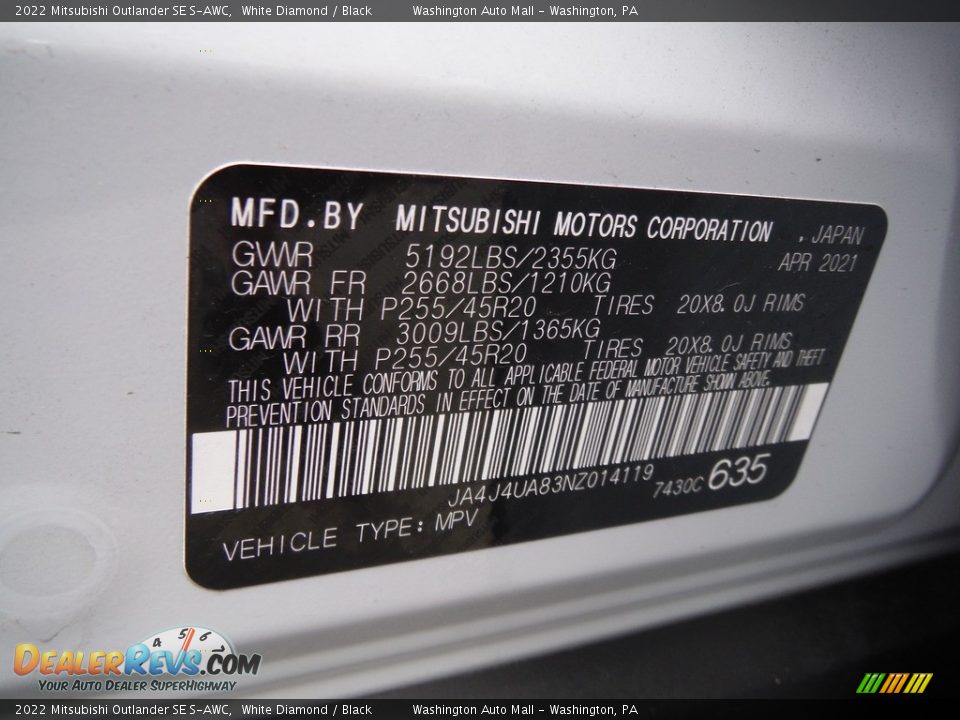 2022 Mitsubishi Outlander SE S-AWC, White Diamond / Black Washington Auto Mall - Washington, PA
MFD.BY MITSUBISHI MOTORS CORPORATION , JAPAN
GWWR 5192LBS/2355KG APR 2021
GAWR FR 2668LBS/1210KG
WITH P255/45R20 TIRES 20X8.0J RIMS
GAWR RR 3009LBS/1365KG
WITH P255/45R20 TIRES 20X8.0J RIMS
THIS VEHICLE CONFORMS TO ALL APPLICABLE FEDERAL MOTOR VEHICLE SAFETY AND THEFT
PREVENTION STANDARDS IN EFFECT ON THE DATE OF MANUFACTURE SHOWN ABOVE.
JA4J4UA83NZ014119 7430C 635
VEHICLE TYPE: MPV
4 5 6
DEALERREVS.COM
YOUR AUTO DEALER SUPERHIGHWAY
2022 Mitsubishi Outlander SE S-AWC, White Diamond / Black Washington Auto Mall - Washington, PA